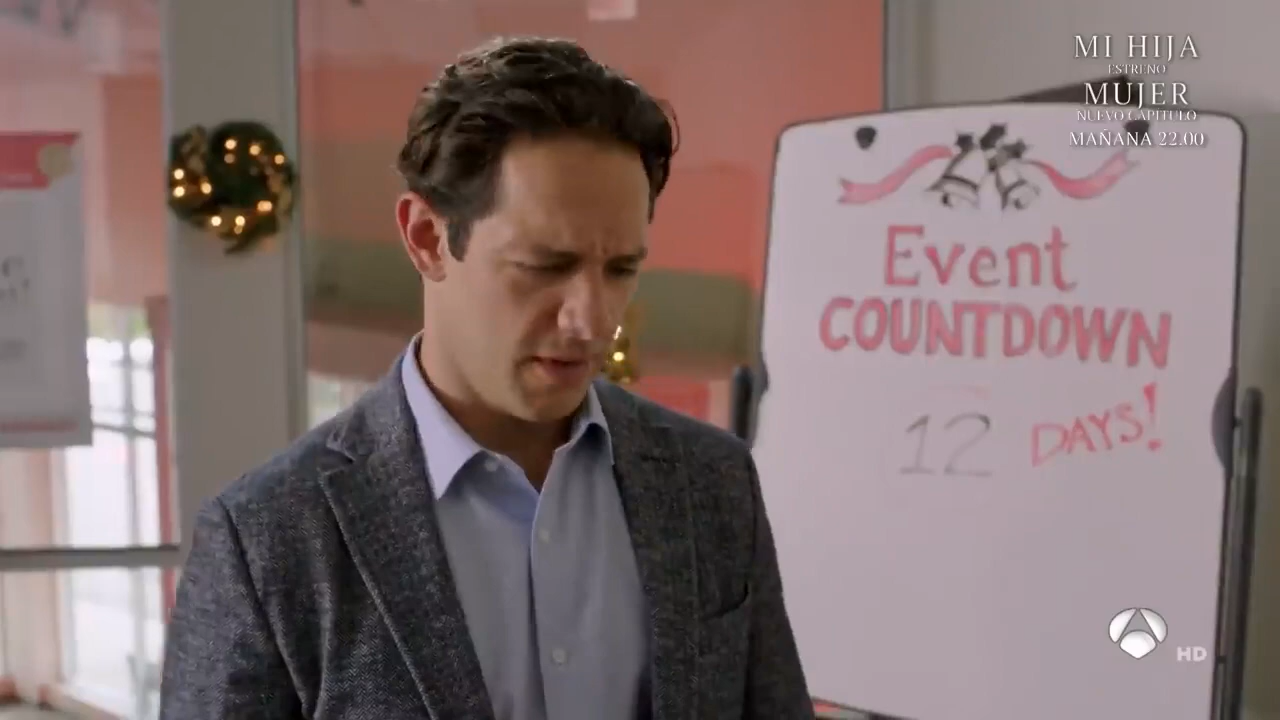 MI HIJA
ESTRENO
MUJER
NUEVO CAPÍTULO
MAÑANA 22.00
Event
COUNTDOWN
12 DAYS!
HD